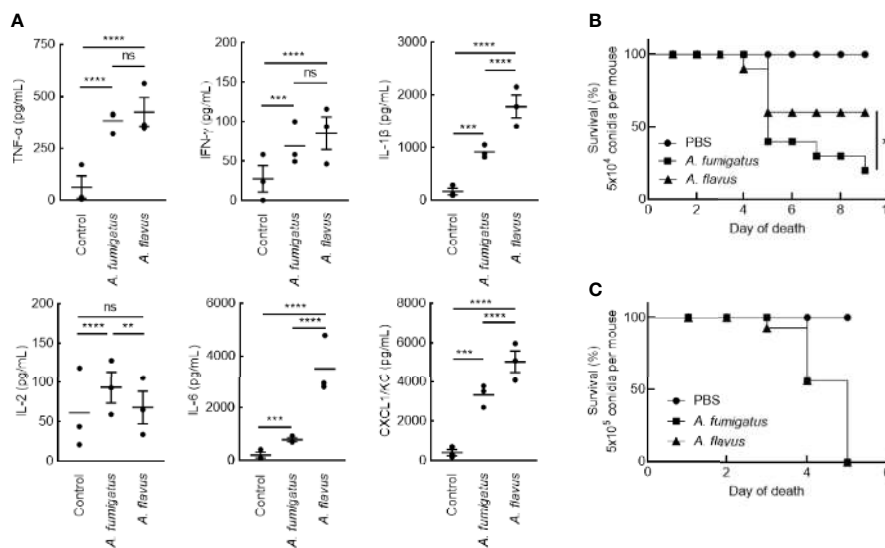 A
TNF-α (pg/mL)
750
500
250
0
****
ns
****
Control
A. fumigatus
A. flavus
IFN-γ (pg/mL)
200
150
100
50
0
****
ns
***
Control
A. fumigatus
A. flavus
IL-1β (pg/mL)
3000
2000
1000
0
****
****
***
Control
A. fumigatus
A. flavus
IL-2 (pg/mL)
200
150
100
50
0
ns
****
**
Control
A. fumigatus
A. flavus
IL-6 (pg/mL)
6000
4000
2000
0
****
****
***
Control
A. fumigatus
A. flavus
CXCL1/KC (pg/mL)
8000
6000
4000
2000
0
****
****
***
Control
A. fumigatus
A. flavus
B
Survival (%)
5x10⁴ conidia per mouse
100
50
0
PBS
A. fumigatus
A. flavus
*
0 2 4 6 8 1
Day of death
C
Survival (%)
5x10⁵ conidia per mouse
100
50
0
PBS
A. fumigatus
A. flavus
0 2 4 6
Day of death